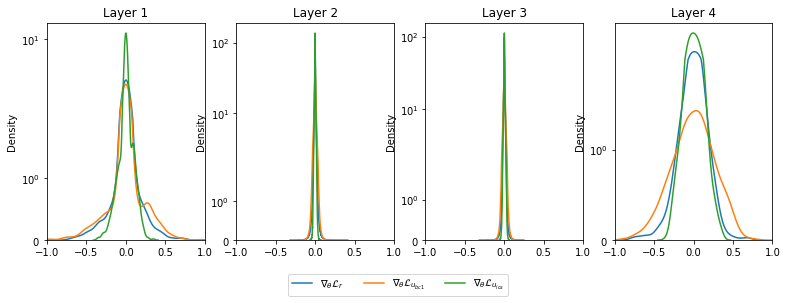 Layer 1 Layer 2 Layer 3 Layer 4
Density Density Density Density
10¹ 10² 10² 10⁰
10⁰ 10¹ 10¹ 0
0 10⁰ 10⁰
0 0
−1.0 −0.5 0.0 0.5 1.0 −1.0 −0.5 0.0 0.5 1.0 −1.0 −0.5 0.0 0.5 1.0 −1.0 −0.5 0.0 0.5 1.0
∇θℒr ∇θℒu_bc1 ∇θℒu_ics